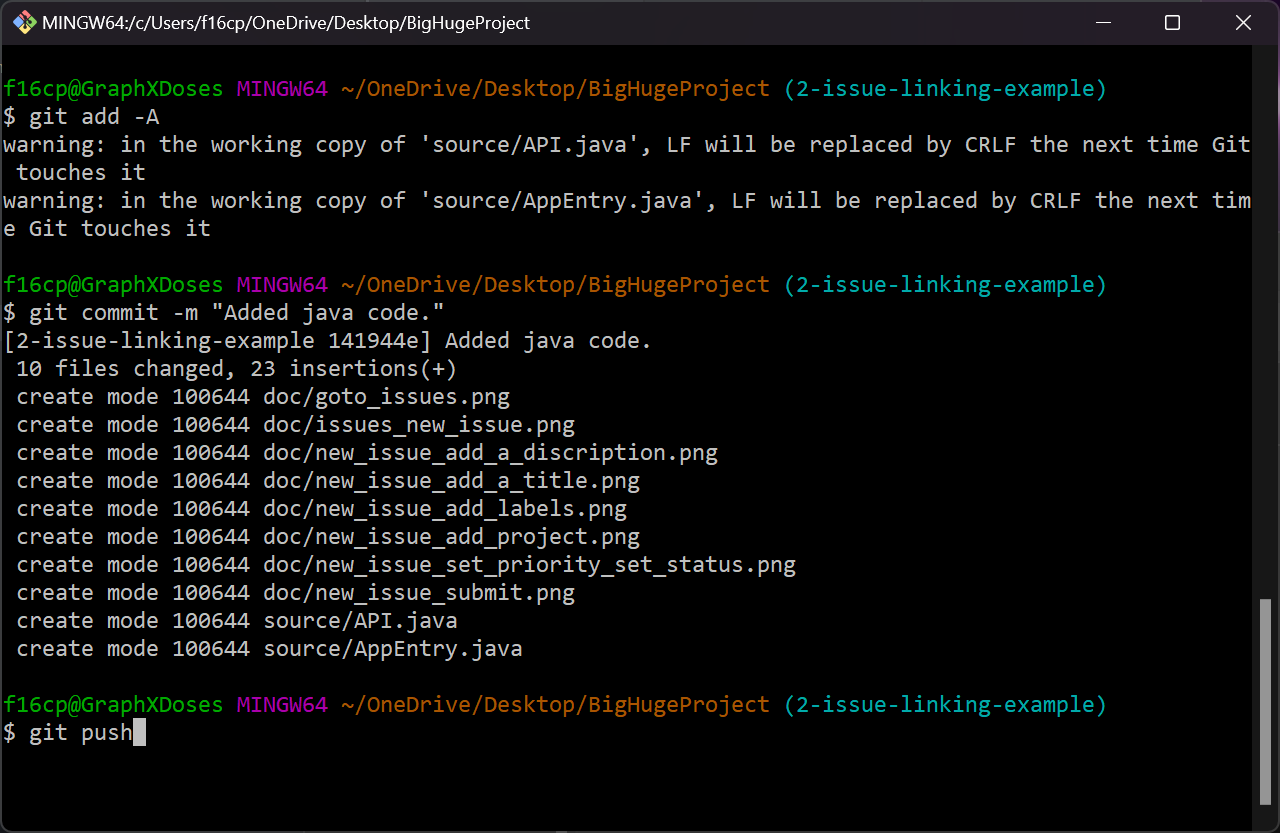 MINGW64:/c/Users/f16cp/OneDrive/Desktop/BigHugeProject
f16cp@GraphXDoses MINGW64 ~/OneDrive/Desktop/BigHugeProject (2-issue-linking-example)
$ git add -A
warning: in the working copy of 'source/API.java', LF will be replaced by CRLF the next time Git
 touches it
warning: in the working copy of 'source/AppEntry.java', LF will be replaced by CRLF the next tim
e Git touches it
f16cp@GraphXDoses MINGW64 ~/OneDrive/Desktop/BigHugeProject (2-issue-linking-example)
$ git commit -m "Added java code."
[2-issue-linking-example 141944e] Added java code.
 10 files changed, 23 insertions(+)
 create mode 100644 doc/goto_issues.png
 create mode 100644 doc/issues_new_issue.png
 create mode 100644 doc/new_issue_add_a_discription.png
 create mode 100644 doc/new_issue_add_a_title.png
 create mode 100644 doc/new_issue_add_labels.png
 create mode 100644 doc/new_issue_add_project.png
 create mode 100644 doc/new_issue_set_priority_set_status.png
 create mode 100644 doc/new_issue_submit.png
 create mode 100644 source/API.java
 create mode 100644 source/AppEntry.java
f16cp@GraphXDoses MINGW64 ~/OneDrive/Desktop/BigHugeProject (2-issue-linking-example)
$ git push